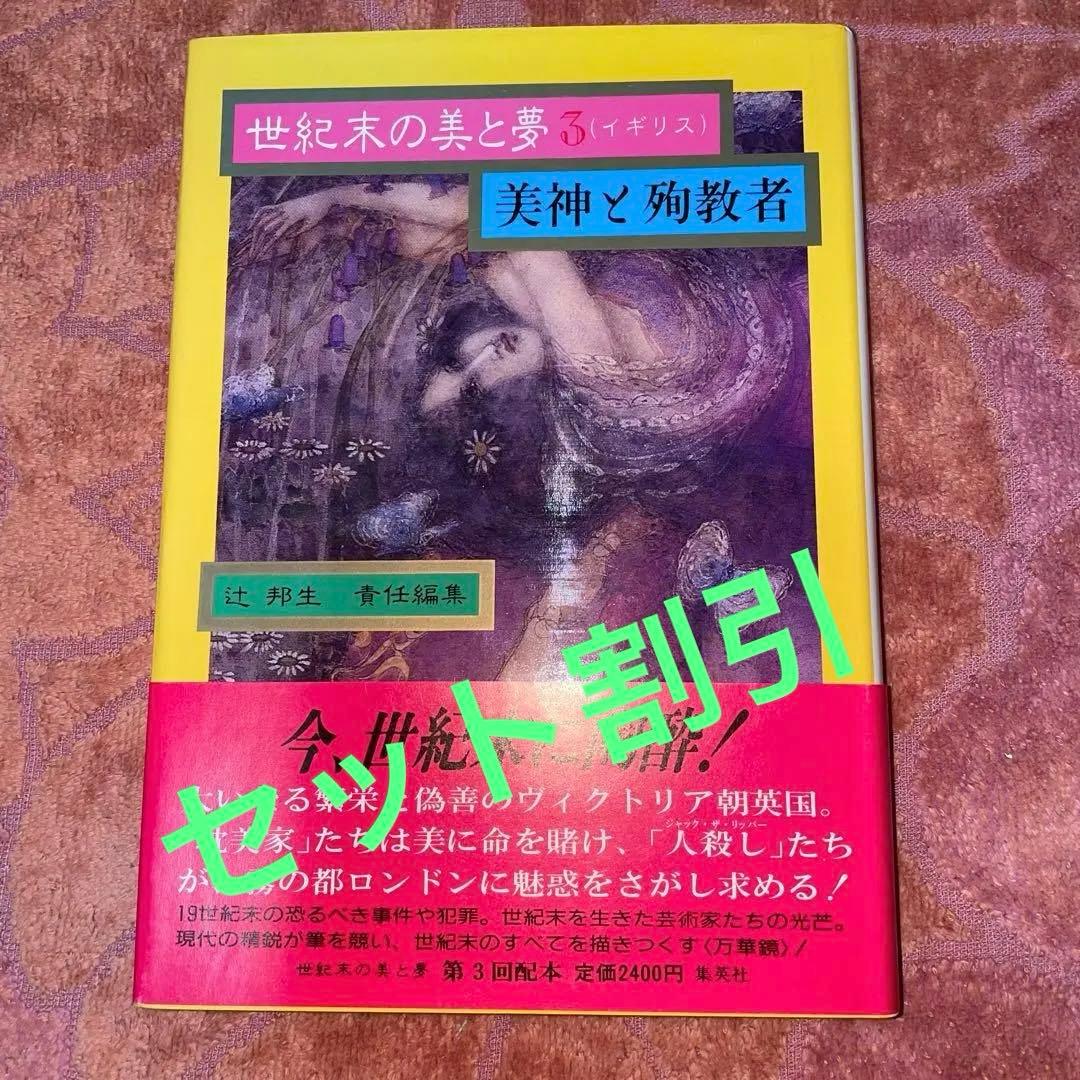 世紀末の美と夢 3 (イギリス)
美神と殉教者
辻 邦生 責任編集
セット割引
今、世紀末 酔!
る繁栄と偽善のヴィクトリア朝英国。
美家」たちは美に命を賭け、「人殺し」たち
ジャック・ザ・リッパー
が 霧の都ロンドンに魅惑をさがし求める!
19世紀末の恐るべき事件や犯罪。世紀末を生きた芸術家たちの光芒。
現代の精鋭が筆を競い、世紀末のすべてを描きつくす〈万華鏡〉!
世紀末の美と夢 第3回配本 定価2400円 集英社